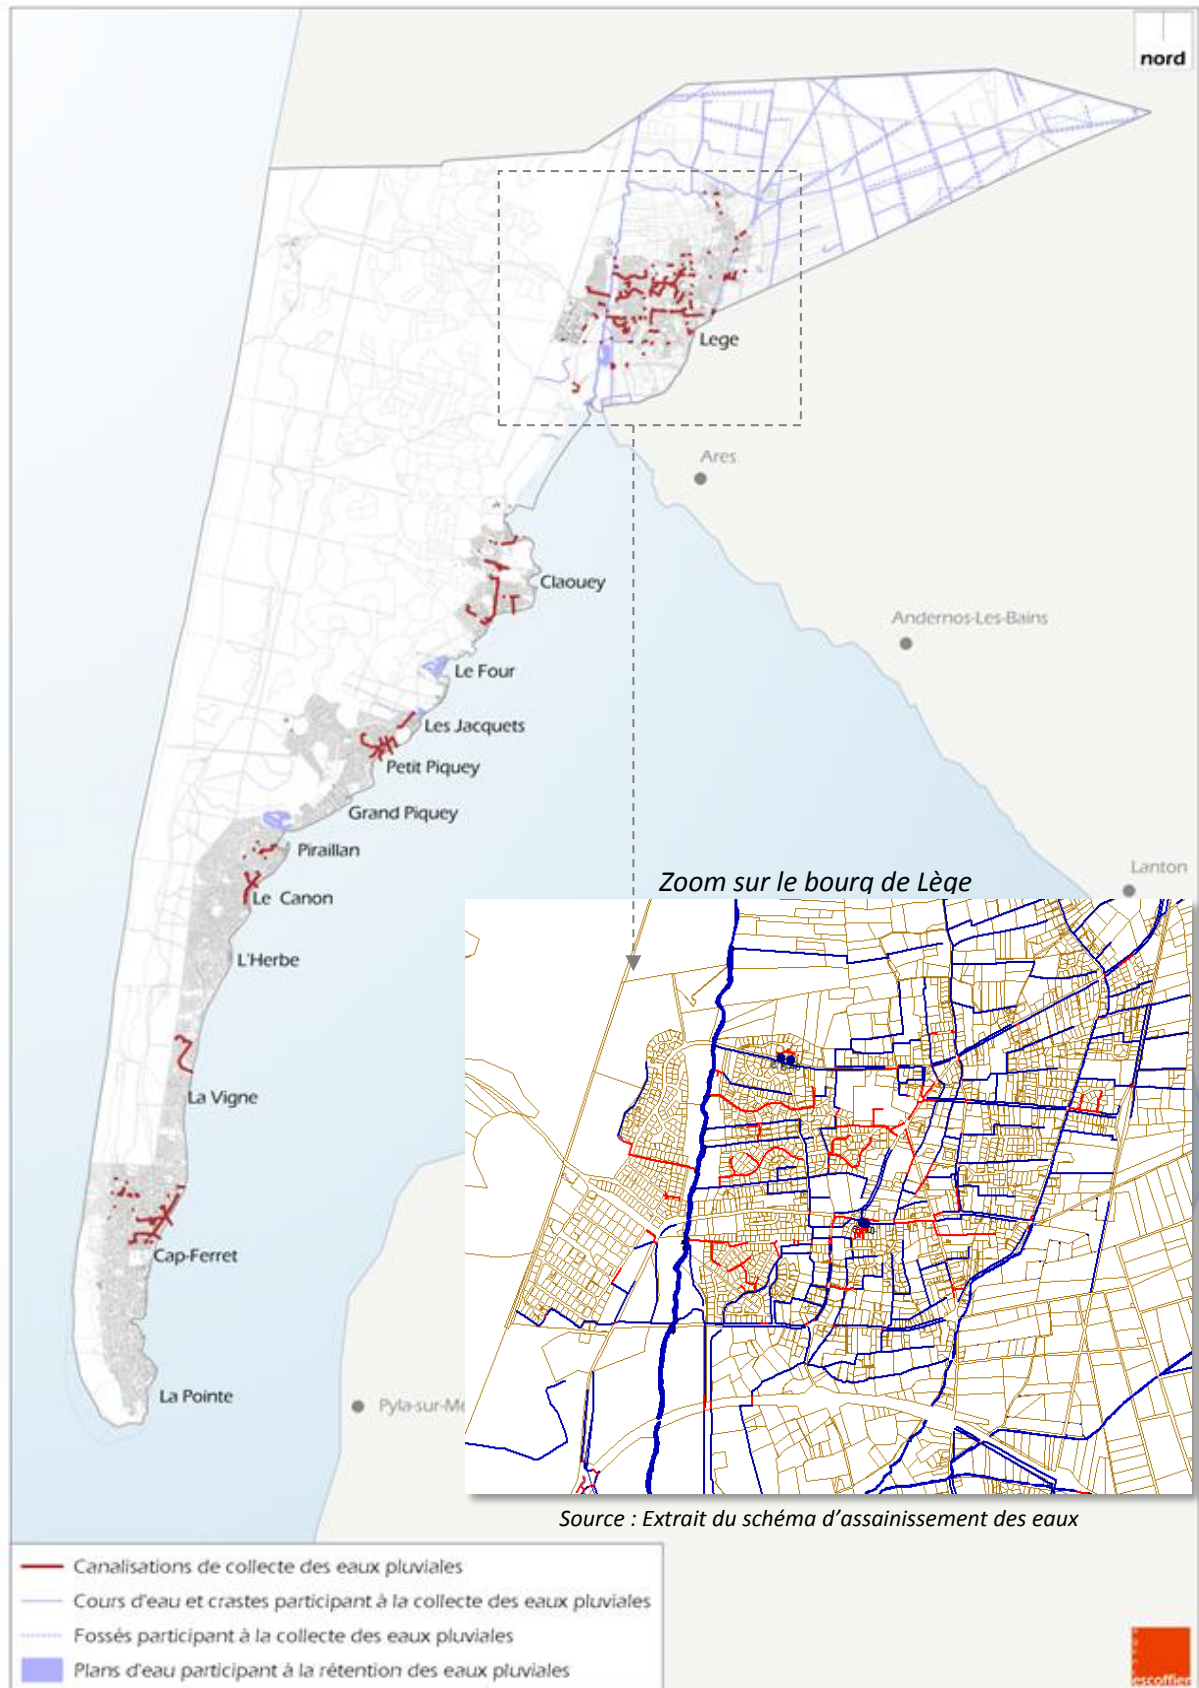 nord
Lege
Ares
Claouey
Andernos-Les-Bains
Le Four
Les Jacquets
Petit Piquey
Grand Piquey
Piraillan
Lanton
Zoom sur le bourg de Lège
Le Canon
L'Herbe
La Vigne
Cap-Ferret
La Pointe
Pyla-sur-Me
Source : Extrait du schéma d'assainissement des eaux
Canalisations de collecte des eaux pluviales
Cours d'eau et crastes participant à la collecte des eaux pluviales
Fossés participant à la collecte des eaux pluviales
Plans d'eau participant à la rétention des eaux pluviales
escoffier